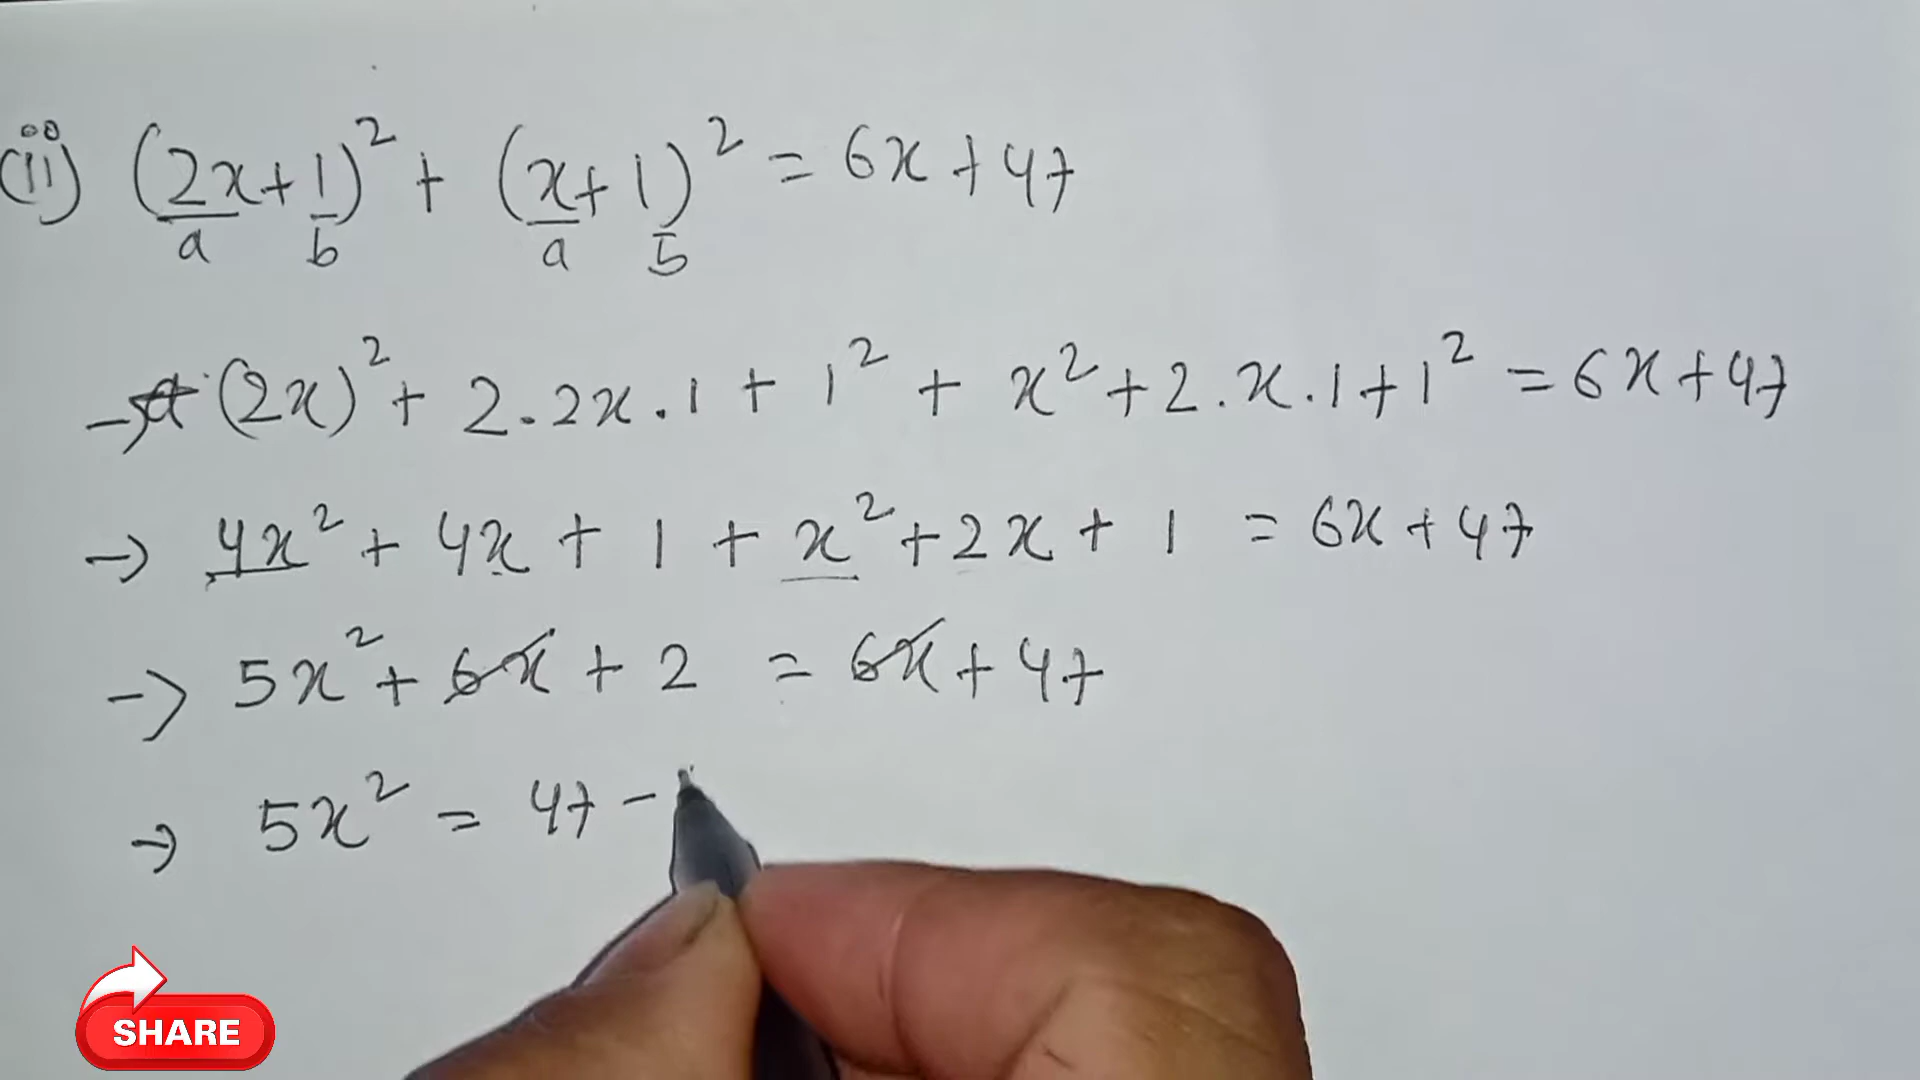 (ii) (2x+1)² + (x+1)² = 6x+47
a b a b
→ (2x)² + 2.2x.1 + 1² + x² + 2.x.1 + 1² = 6x+47
→ 4x² + 4x + 1 + x² + 2x + 1 = 6x+47
→ 5x² + 6x + 2 = 6x + 47
→ 5x² = 47 -
SHARE